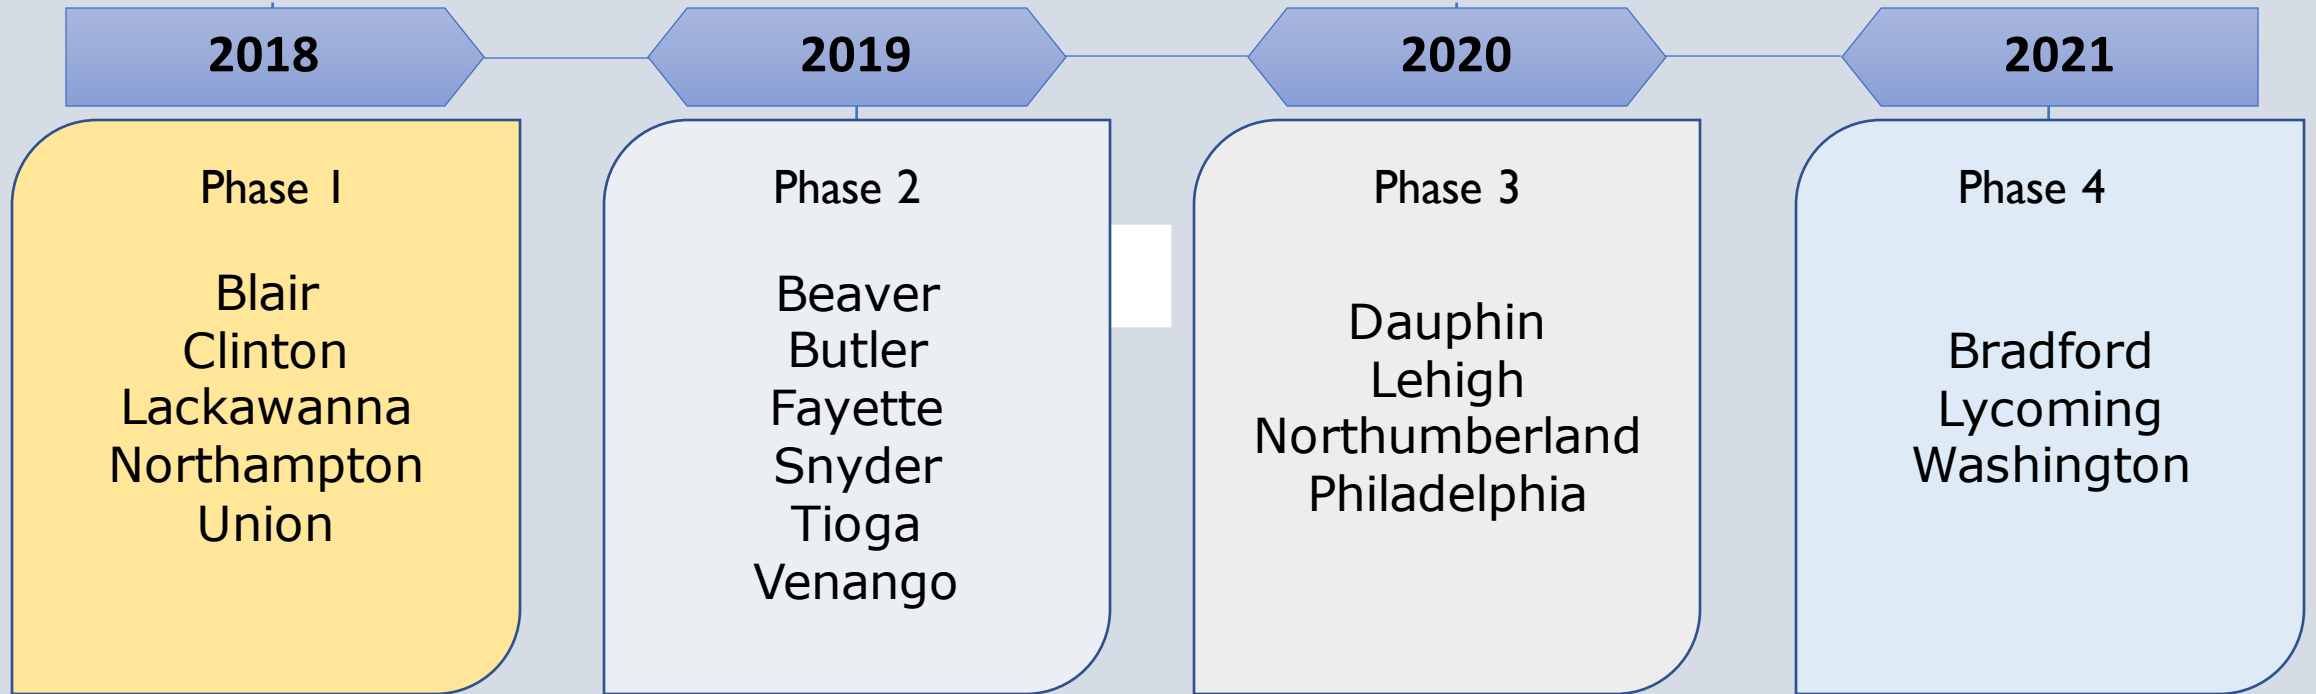 2018
2019
2020
2021
Phase 1
Blair
Clinton
Lackawanna
Northampton
Union
Phase 2
Beaver
Butler
Fayette
Snyder
Tioga
Venango
Phase 3
Dauphin
Lehigh
Northumberland
Philadelphia
Phase 4
Bradford
Lycoming
Washington